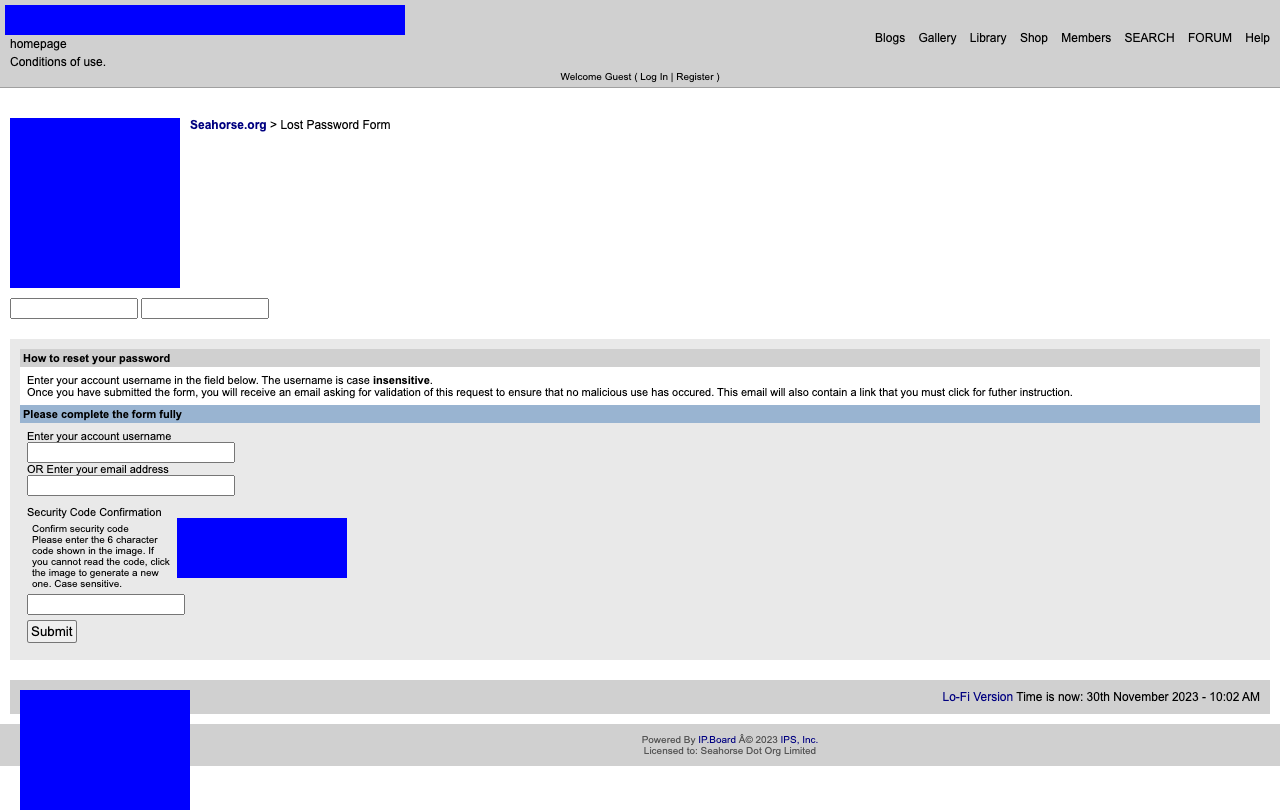 homepage
Conditions of use.
Blogs Gallery Library Shop Members SEARCH FORUM Help
Welcome Guest ( Log In | Register )
Seahorse.org > Lost Password Form
How to reset your password
Enter your account username in the field below. The username is case insensitive.
Once you have submitted the form, you will receive an email asking for validation of this request to ensure that no malicious use has occured. This email will also contain a link that you must click for futher instruction.
Please complete the form fully
Enter your account username
OR Enter your email address
Security Code Confirmation
Confirm security code
Please enter the 6 character
code shown in the image. If
you cannot read the code, click
the image to generate a new
one. Case sensitive.
Submit
Lo-Fi Version Time is now: 30th November 2023 - 10:02 AM
Powered By IP.Board Â© 2023 IPS, Inc.
Licensed to: Seahorse Dot Org Limited